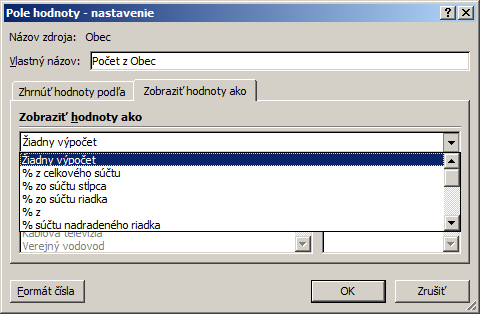 Pole hodnoty - nastavenie
Názov zdroja: Obec
Vlastný názov: Počet z Obec
Zhrnúť hodnoty podľa Zobraziť hodnoty ako
Zobraziť hodnoty ako
Žiadny výpočet
Žiadny výpočet
% z celkového súčtu
% zo súčtu stĺpca
% zo súčtu riadka
% z
% súčtu nadradeného riadka
Káblová televízia
Verejný vodovod
Formát čísla OK Zrušiť